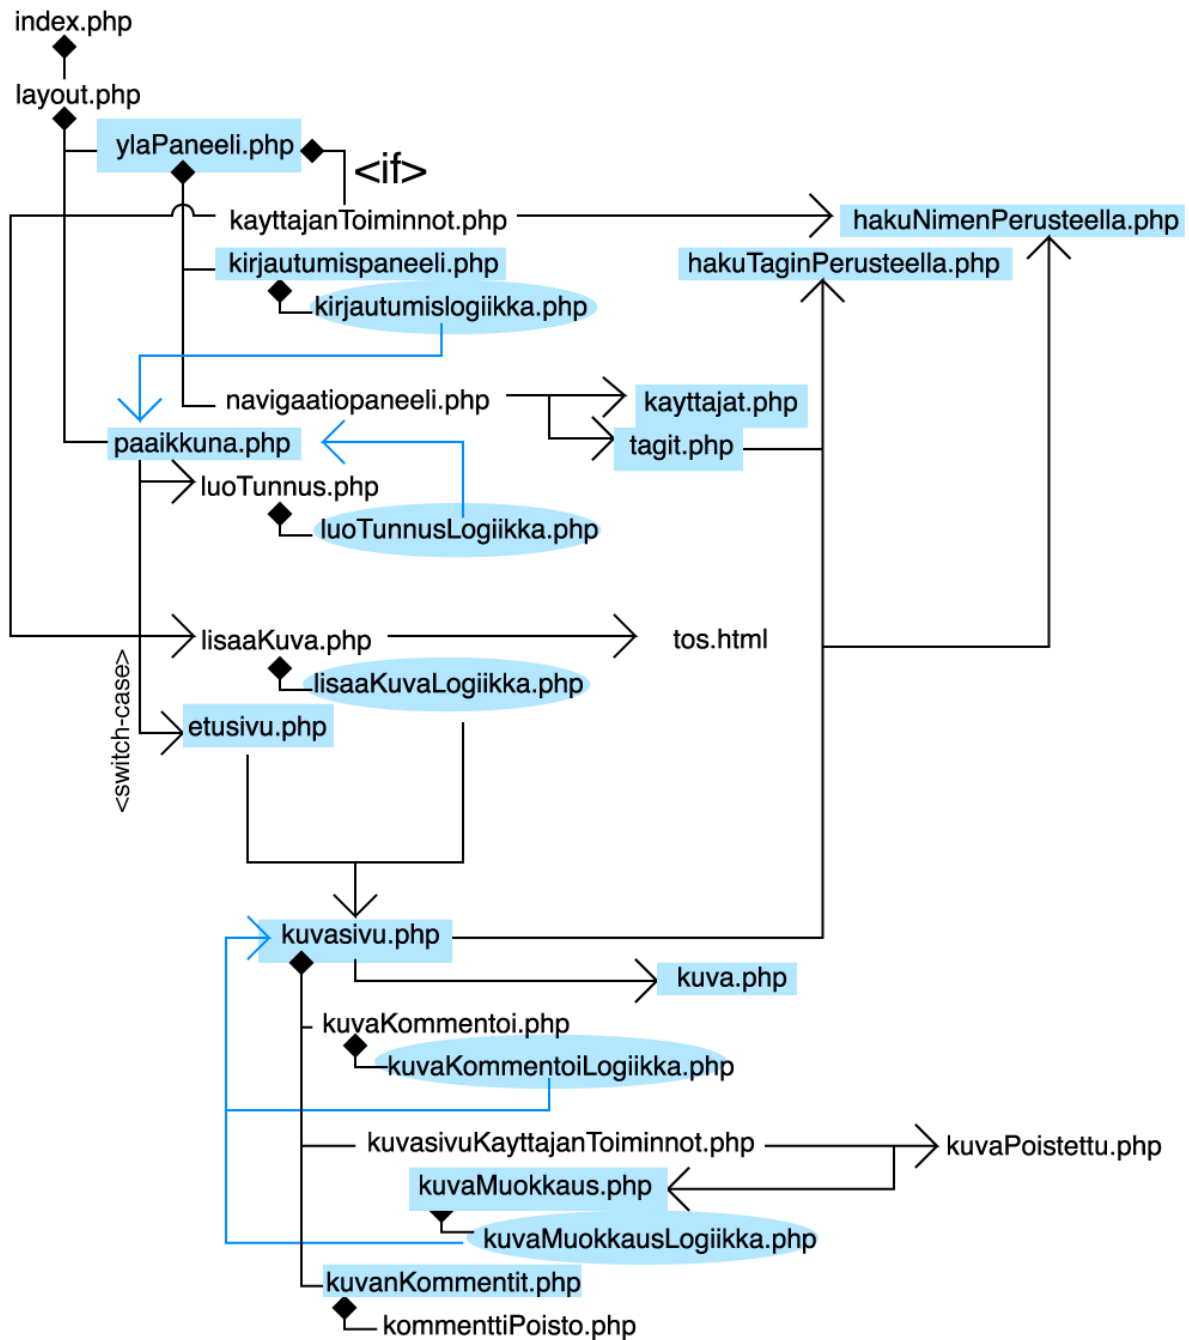 index.php
layout.php
ylaPaneeli.php
<if>
kayttajanToiminnot.php
hakuNimenPerusteella.php
kirjautumispaneeli.php
hakuTaginPerusteella.php
kirjautumislogiikka.php
navigaatiopaneeli.php
kayttajat.php
paaikkuna.php
tagit.php
luoTunnus.php
luoTunnusLogiikka.php
lisaaKuva.php
tos.html
lisaaKuvaLogiikka.php
<switch-case>
etusivu.php
kuvasivu.php
kuva.php
kuvaKommentoi.php
kuvaKommentoiLogiikka.php
kuvasivuKayttajanToiminnot.php
kuvaPoistettu.php
kuvaMuokkaus.php
kuvaMuokkausLogiikka.php
kuvanKommentit.php
kommenttiPoisto.php